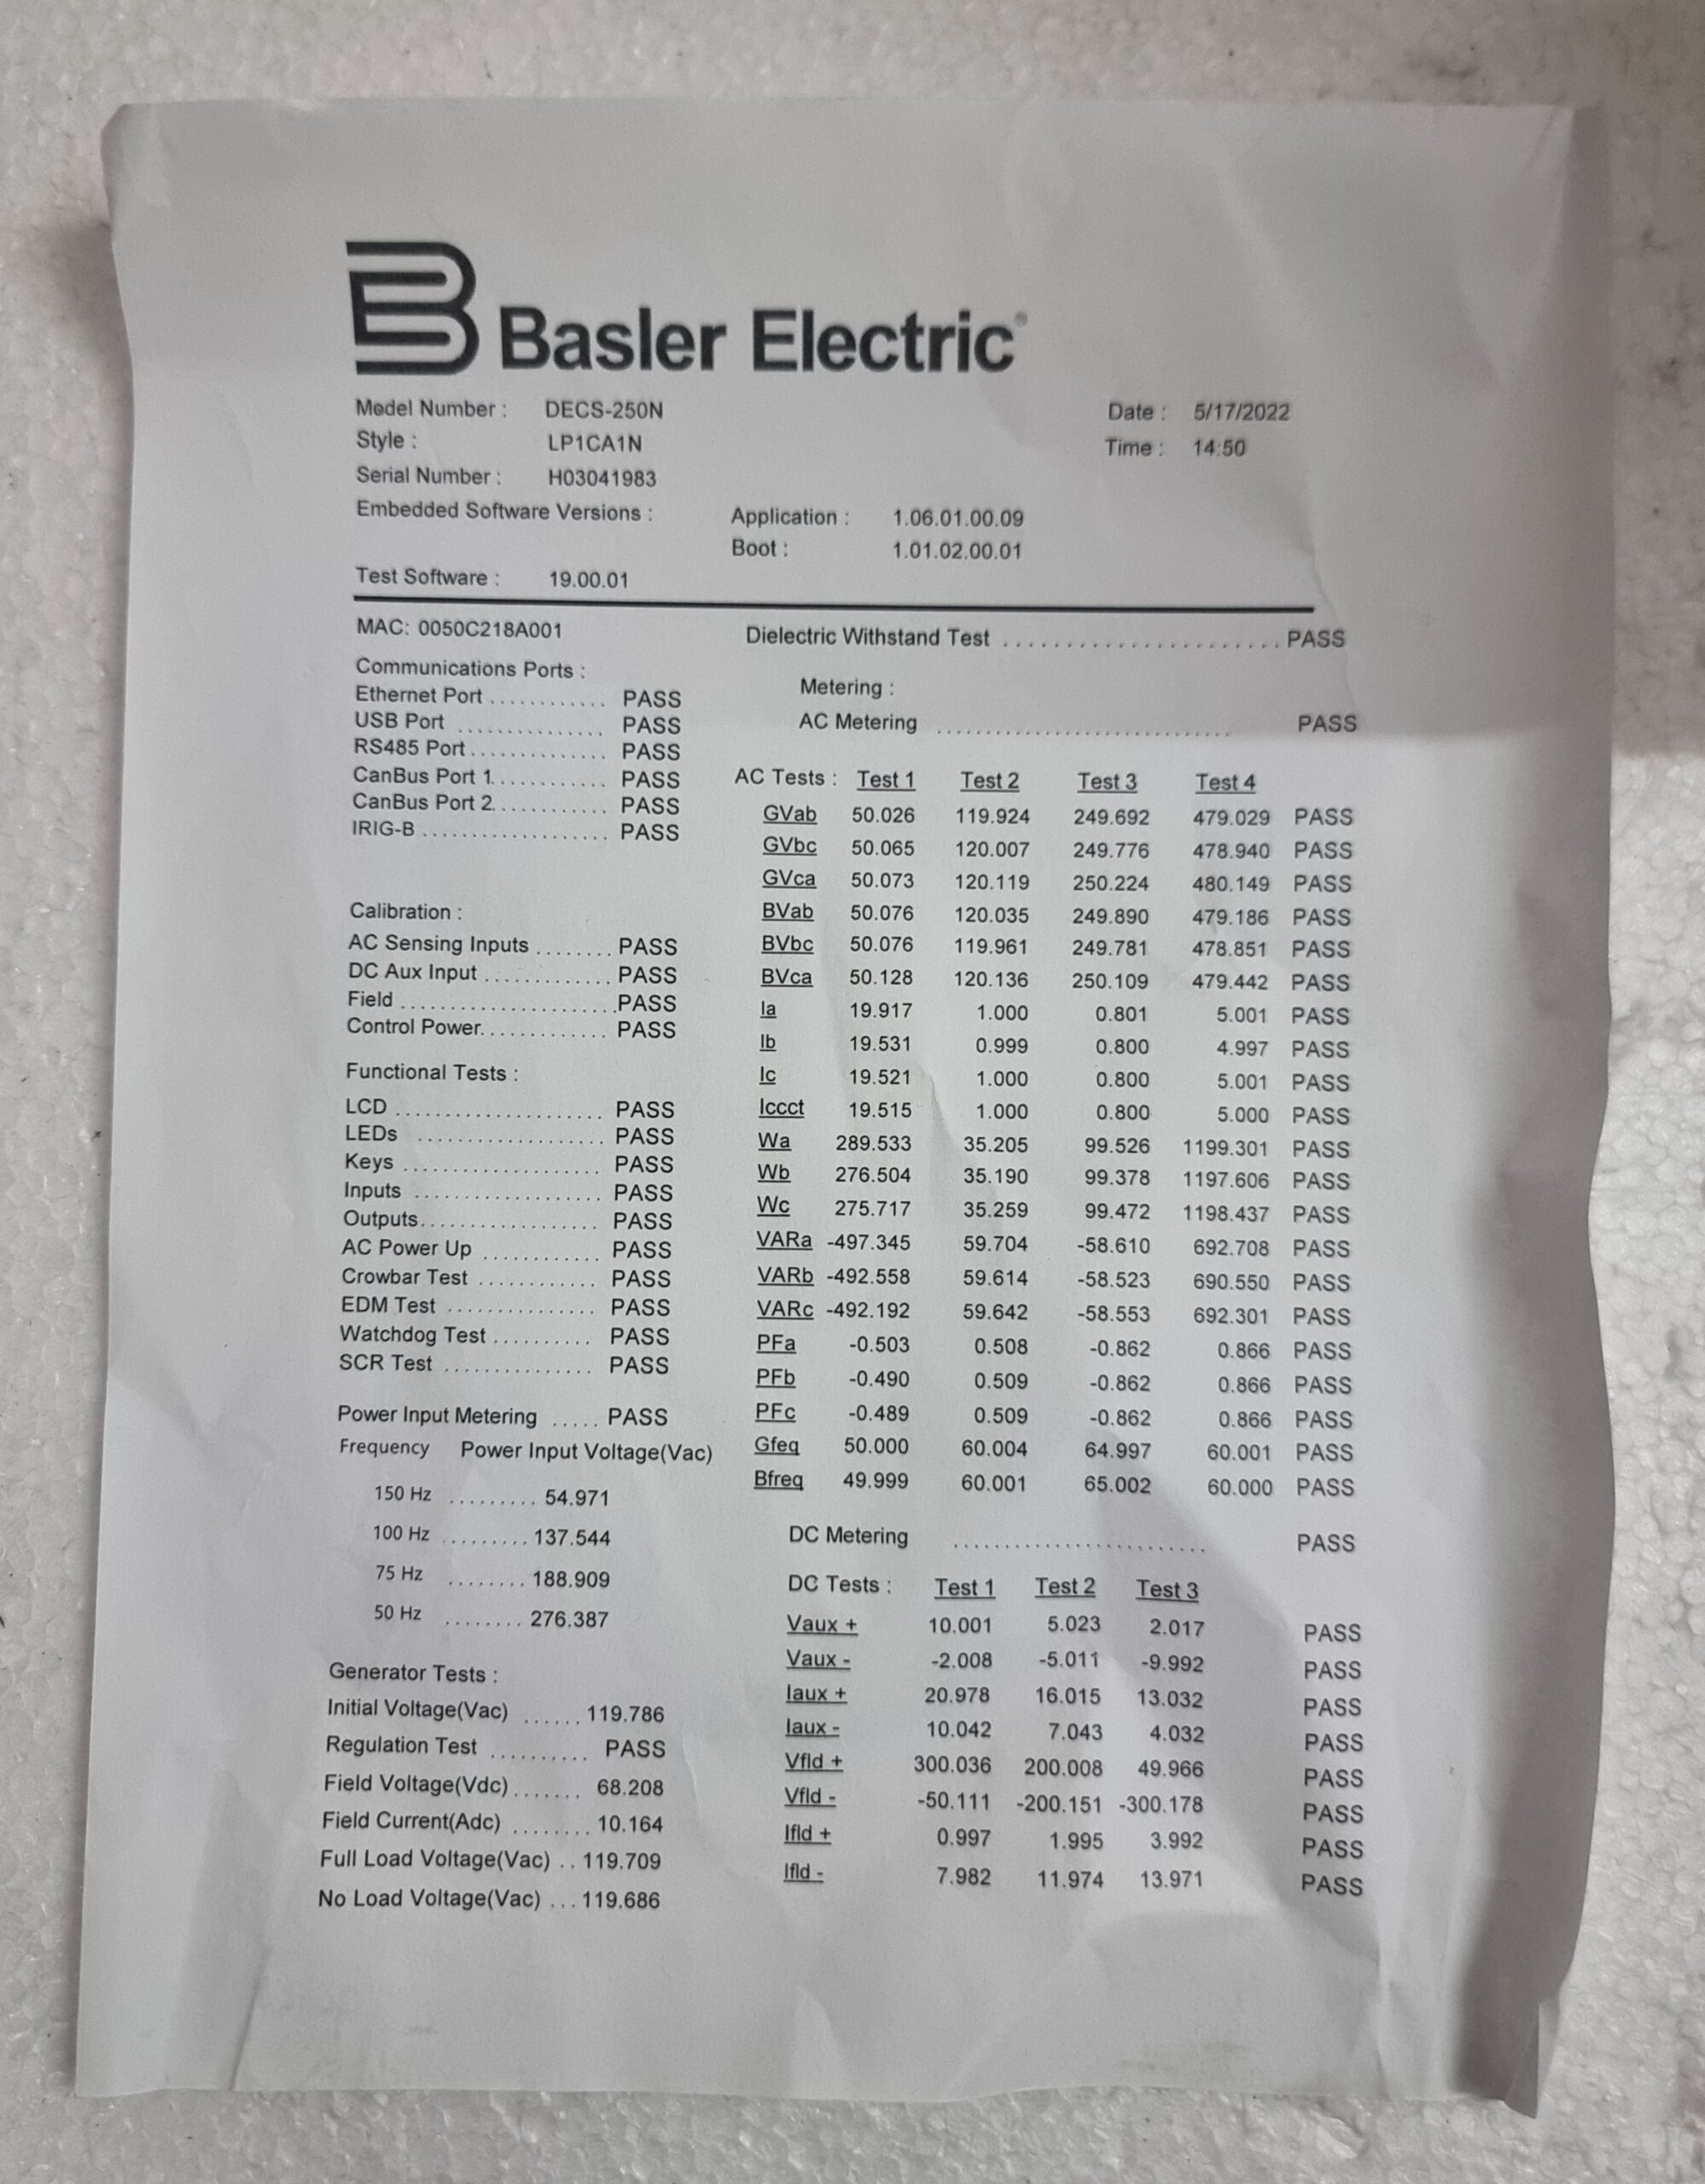 Basler Electric®
Model Number : DECS-250N Date : 5/17/2022
Style : LP1CA1N Time : 14:50
Serial Number : H03041983
Embedded Software Versions : Application : 1.06.01.00.09
Boot : 1.01.02.00.01
Test Software : 19.00.01
MAC: 0050C218A001
Communications Ports :
Ethernet Port ............ PASS
USB Port ............... PASS
RS485 Port .............. PASS
CanBus Port 1............ PASS
CanBus Port 2............ PASS
IRIG-B ................... PASS
Calibration :
AC Sensing Inputs ........ PASS
DC Aux Input ............. PASS
Field ....................... PASS
Control Power............. PASS
Functional Tests :
LCD ..................... PASS
LEDs ................... PASS
Keys .................... PASS
Inputs ................... PASS
Outputs.................. PASS
AC Power Up ............ PASS
Crowbar Test ............ PASS
EDM Test ............... PASS
Watchdog Test .......... PASS
SCR Test ............... PASS
Power Input Metering ..... PASS
Frequency Power Input Voltage(Vac)
150 Hz ......... 54.971
100 Hz ......... 137.544
75 Hz ........ 188.909
50 Hz ........ 276.387
Generator Tests :
Initial Voltage(Vac) ...... 119.786
Regulation Test .......... PASS
Field Voltage(Vdc) ....... 68.208
Field Current(Adc) ........ 10.164
Full Load Voltage(Vac) .. 119.709
No Load Voltage(Vac) ... 119.686
Dielectric Withstand Test ...................... PASS
Metering :
AC Metering ............................ PASS
AC Tests : Test 1 Test 2 Test 3 Test 4
GVab 50.026 119.924 249.692 479.029 PASS
GVbc 50.065 120.007 249.776 478.940 PASS
GVca 50.073 120.119 250.224 480.149 PASS
BVab 50.076 120.035 249.890 479.186 PASS
BVbc 50.076 119.961 249.781 478.851 PASS
BVca 50.128 120.136 250.109 479.442 PASS
Ia 19.917 1.000 0.801 5.001 PASS
Ib 19.531 0.999 0.800 4.997 PASS
Ic 19.521 1.000 0.800 5.001 PASS
Iccct 19.515 1.000 0.800 5.000 PASS
Wa 289.533 35.205 99.526 1199.301 PASS
Wb 276.504 35.190 99.378 1197.606 PASS
Wc 275.717 35.259 99.472 1198.437 PASS
VARa -497.345 59.704 -58.610 692.708 PASS
VARb -492.558 59.614 -58.523 690.550 PASS
VARc -492.192 59.642 -58.553 692.301 PASS
PFa -0.503 0.508 -0.862 0.866 PASS
PFb -0.490 0.509 -0.862 0.866 PASS
PFc -0.489 0.509 -0.862 0.866 PASS
Gfeq 50.000 60.004 64.997 60.001 PASS
Bfreq 49.999 60.001 65.002 60.000 PASS
DC Metering ........................ PASS
DC Tests : Test 1 Test 2 Test 3
Vaux + 10.001 5.023 2.017 PASS
Vaux - -2.008 -5.011 -9.992 PASS
Iaux + 20.978 16.015 13.032 PASS
Iaux - 10.042 7.043 4.032 PASS
Vfld + 300.036 200.008 49.966 PASS
Vfld - -50.111 -200.151 -300.178 PASS
Ifld + 0.997 1.995 3.992 PASS
Ifld - 7.982 11.974 13.971 PASS